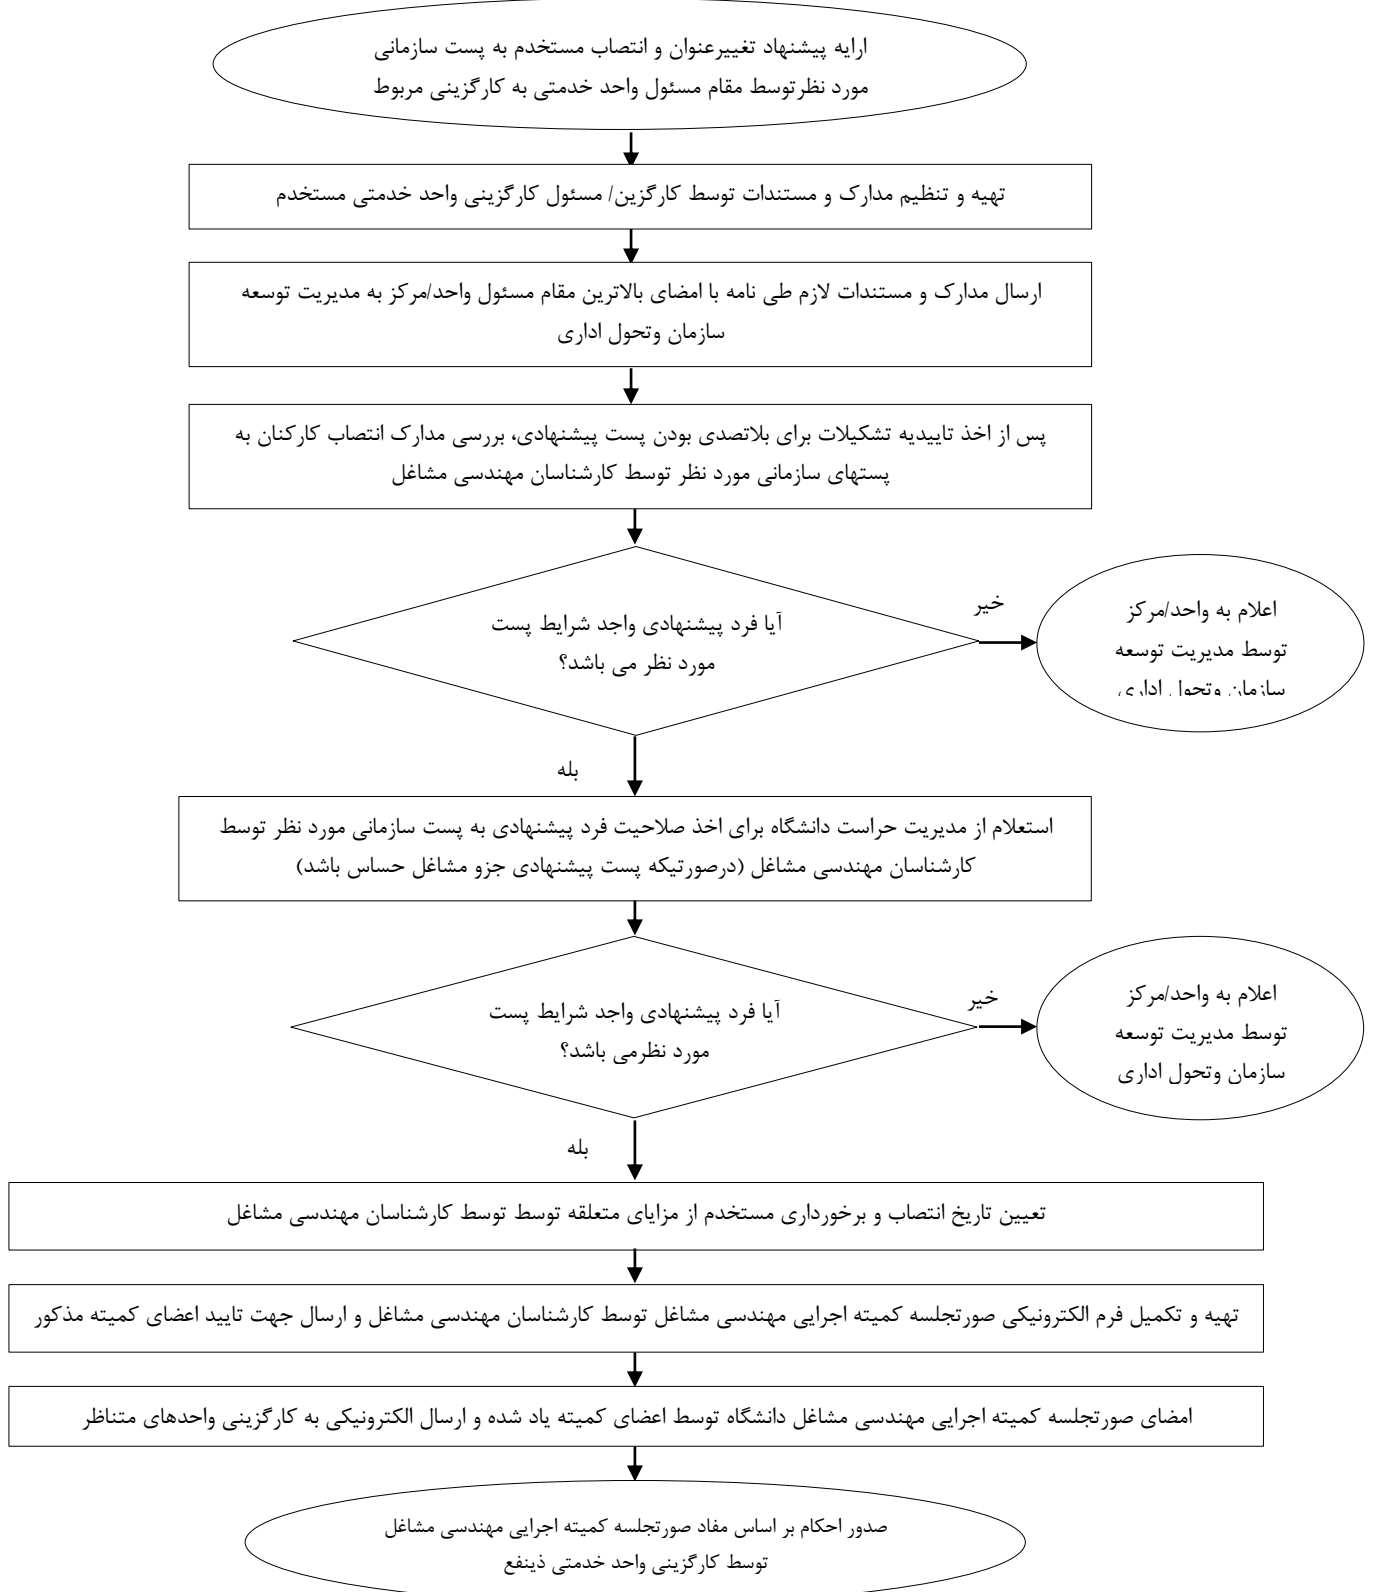 ارایه پیشنهاد تغییرعنوان و انتصاب مستخدم به پست سازمانی
مورد نظرتوسط مقام مسئول واحد خدمتی به کارگزینی مربوط
تهیه و تنظیم مدارک و مستندات توسط کارگزین/ مسئول کارگزینی واحد خدمتی مستخدم
ارسال مدارک و مستندات لازم طی نامه با امضای بالاترین مقام مسئول واحد/مرکز به مدیریت توسعه
سازمان وتحول اداری
پس از اخذ تاییدیه تشکیلات برای بلاتصدی بودن پست پیشنهادی، بررسی مدارک انتصاب کارکنان به
پستهای سازمانی مورد نظر توسط کارشناسان مهندسی مشاغل
آیا فرد پیشنهادی واجد شرایط پست
مورد نظر می باشد؟
خیر
اعلام به واحد/مرکز
توسط مدیریت توسعه
سازمان وتحول اداری
بله
استعلام از مدیریت حراست دانشگاه برای اخذ صلاحیت فرد پیشنهادی به پست سازمانی مورد نظر توسط
کارشناسان مهندسی مشاغل (درصورتیکه پست پیشنهادی جزو مشاغل حساس باشد)
آیا فرد پیشنهادی واجد شرایط پست
مورد نظرمی باشد؟
خیر
اعلام به واحد/مرکز
توسط مدیریت توسعه
سازمان وتحول اداری
بله
تعیین تاریخ انتصاب و برخورداری مستخدم از مزایای متعلقه توسط توسط کارشناسان مهندسی مشاغل
تهیه و تکمیل فرم الکترونیکی صورتجلسه کمیته اجرایی مهندسی مشاغل توسط کارشناسان مهندسی مشاغل و ارسال جهت تایید اعضای کمیته مذکور
امضای صورتجلسه کمیته اجرایی مهندسی مشاغل دانشگاه توسط اعضای کمیته یاد شده و ارسال الکترونیکی به کارگزینی واحدهای متناظر
صدور احکام بر اساس مفاد صورتجلسه کمیته اجرایی مهندسی مشاغل
توسط کارگزینی واحد خدمتی ذینفع